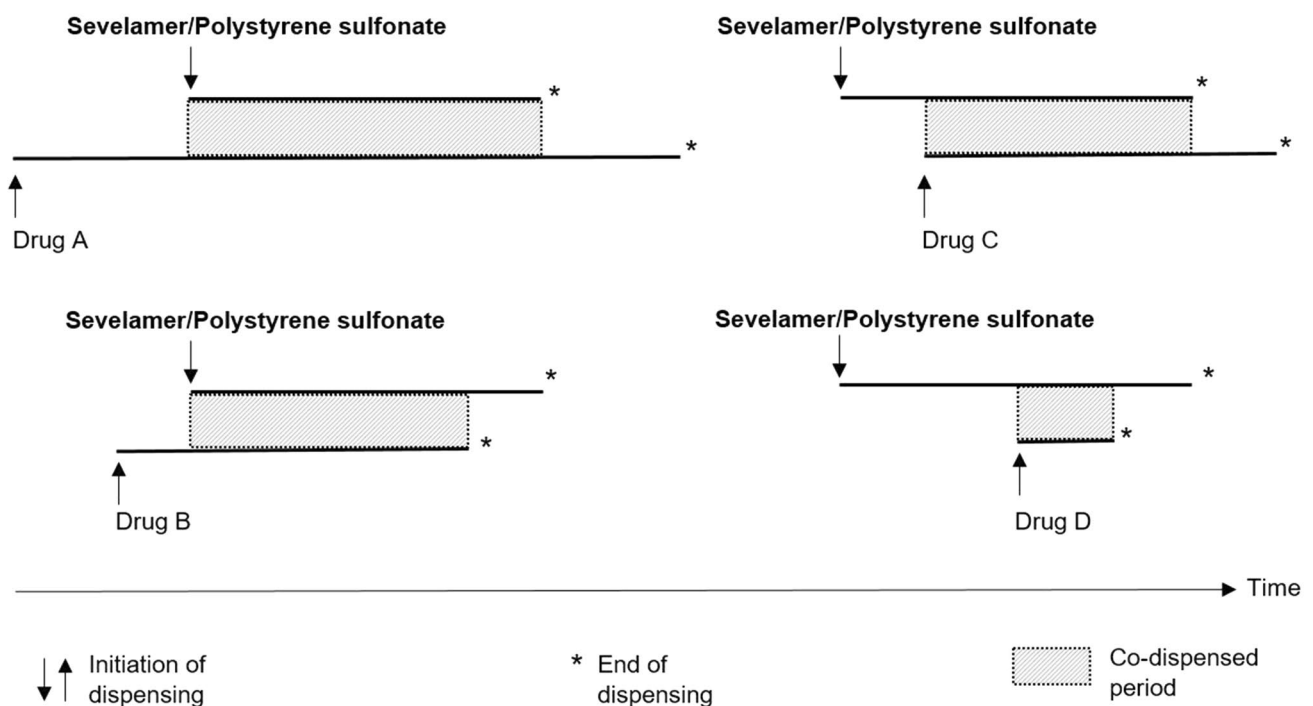 Sevelamer/Polystyrene sulfonate
*
*
Drug A
Sevelamer/Polystyrene sulfonate
*
*
Drug C
Sevelamer/Polystyrene sulfonate
*
*
Drug B
Sevelamer/Polystyrene sulfonate
*
*
Drug D
Time
Initiation of
dispensing
* End of
dispensing
Co-dispensed
period